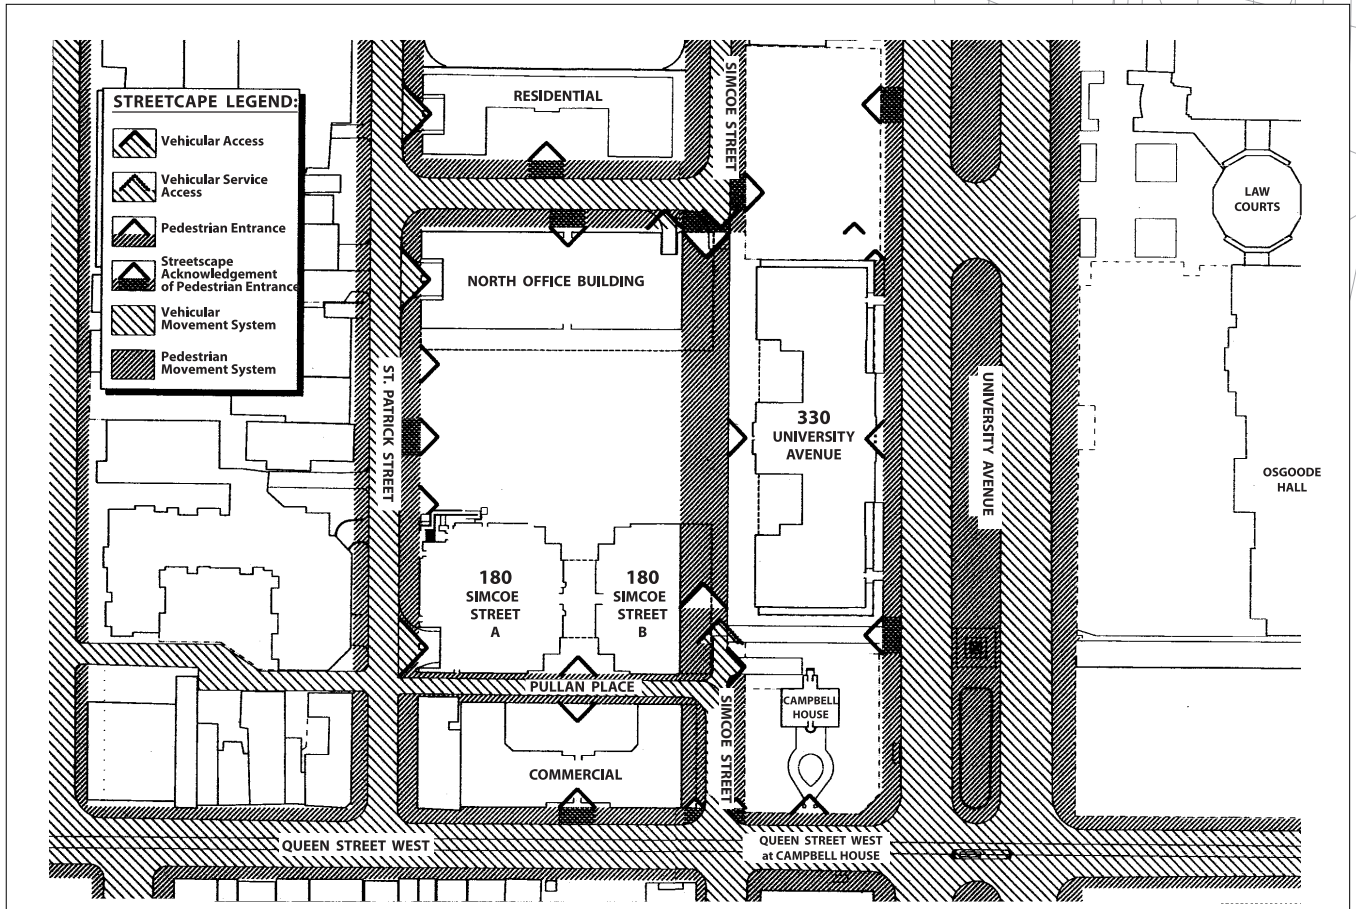 STREETCAPE LEGEND:
Vehicular Access
Vehicular Service
Access
Pedestrian Entrance
Streetscape
Acknowledgement
of Pedestrian Entrance
Vehicular
Movement System
Pedestrian
Movement System
RESIDENTIAL
SIMCOE STREET
LAW
COURTS
NORTH OFFICE BUILDING
ST. PATRICK STREET
330
UNIVERSITY
AVENUE
UNIVERSITY AVENUE
OSGOODE
HALL
180
SIMCOE
STREET
A
180
SIMCOE
STREET
B
PULLAN PLACE
SIMCOE STREET
CAMPBELL
HOUSE
COMMERCIAL
QUEEN STREET WEST
QUEEN STREET WEST
at CAMPBELL HOUSE